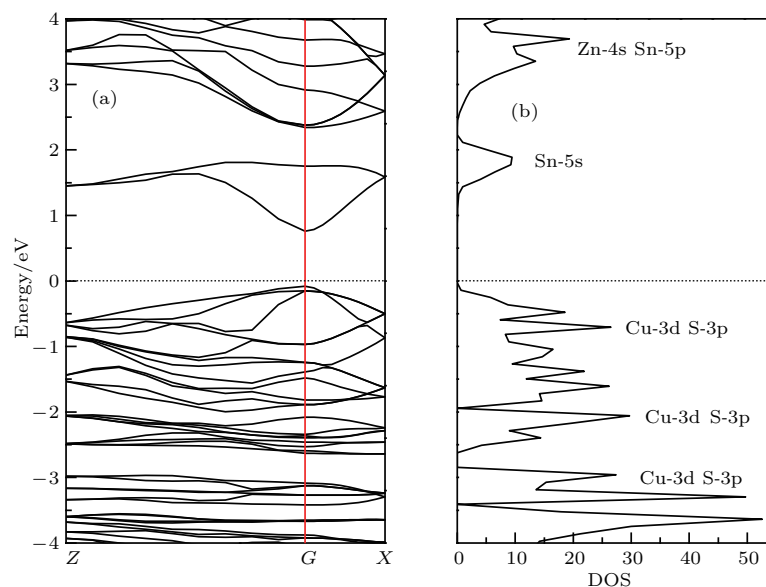 4
3
2
1
0
−1
−2
−3
−4
Energy/eV
(a)
Z
G
X
(b)
Zn-4s Sn-5p
Sn-5s
Cu-3d S-3p
Cu-3d S-3p
Cu-3d S-3p
0 10 20 30 40 50
DOS